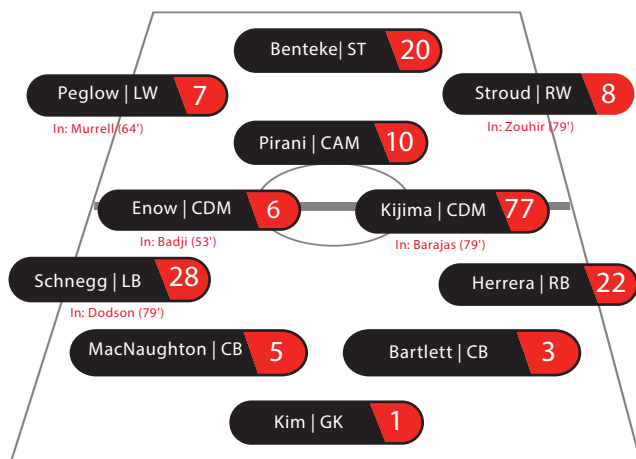 Benteke| ST 20
Peglow | LW 7
In: Murrell (64')
Stroud | RW 8
In: Zouhir (79')
Pirani | CAM 10
Enow | CDM 6
In: Badji (53')
Kijima | CDM 77
In: Barajas (79')
Schnegg | LB 28
In: Dodson (79')
Herrera | RB 22
MacNaughton | CB 5
Bartlett | CB 3
Kim | GK 1